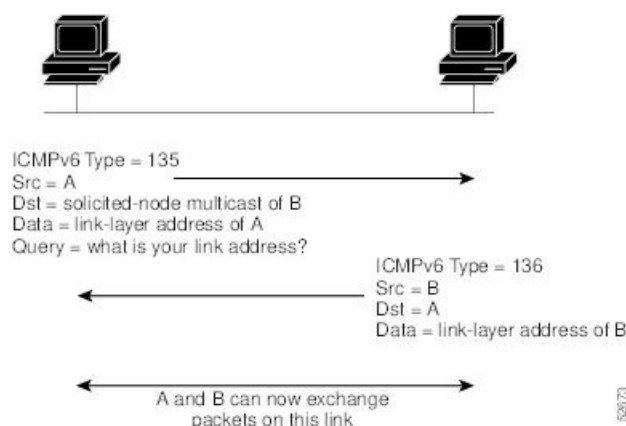 ICMPv6 Type = 135
Src = A
Dst = solicited-node multicast of B
Data = link-layer address of A
Query = what is your link address?
ICMPv6 Type = 136
Src = B
Dst = A
Data = link-layer address of B
A and B can now exchange
packets on this link
52673